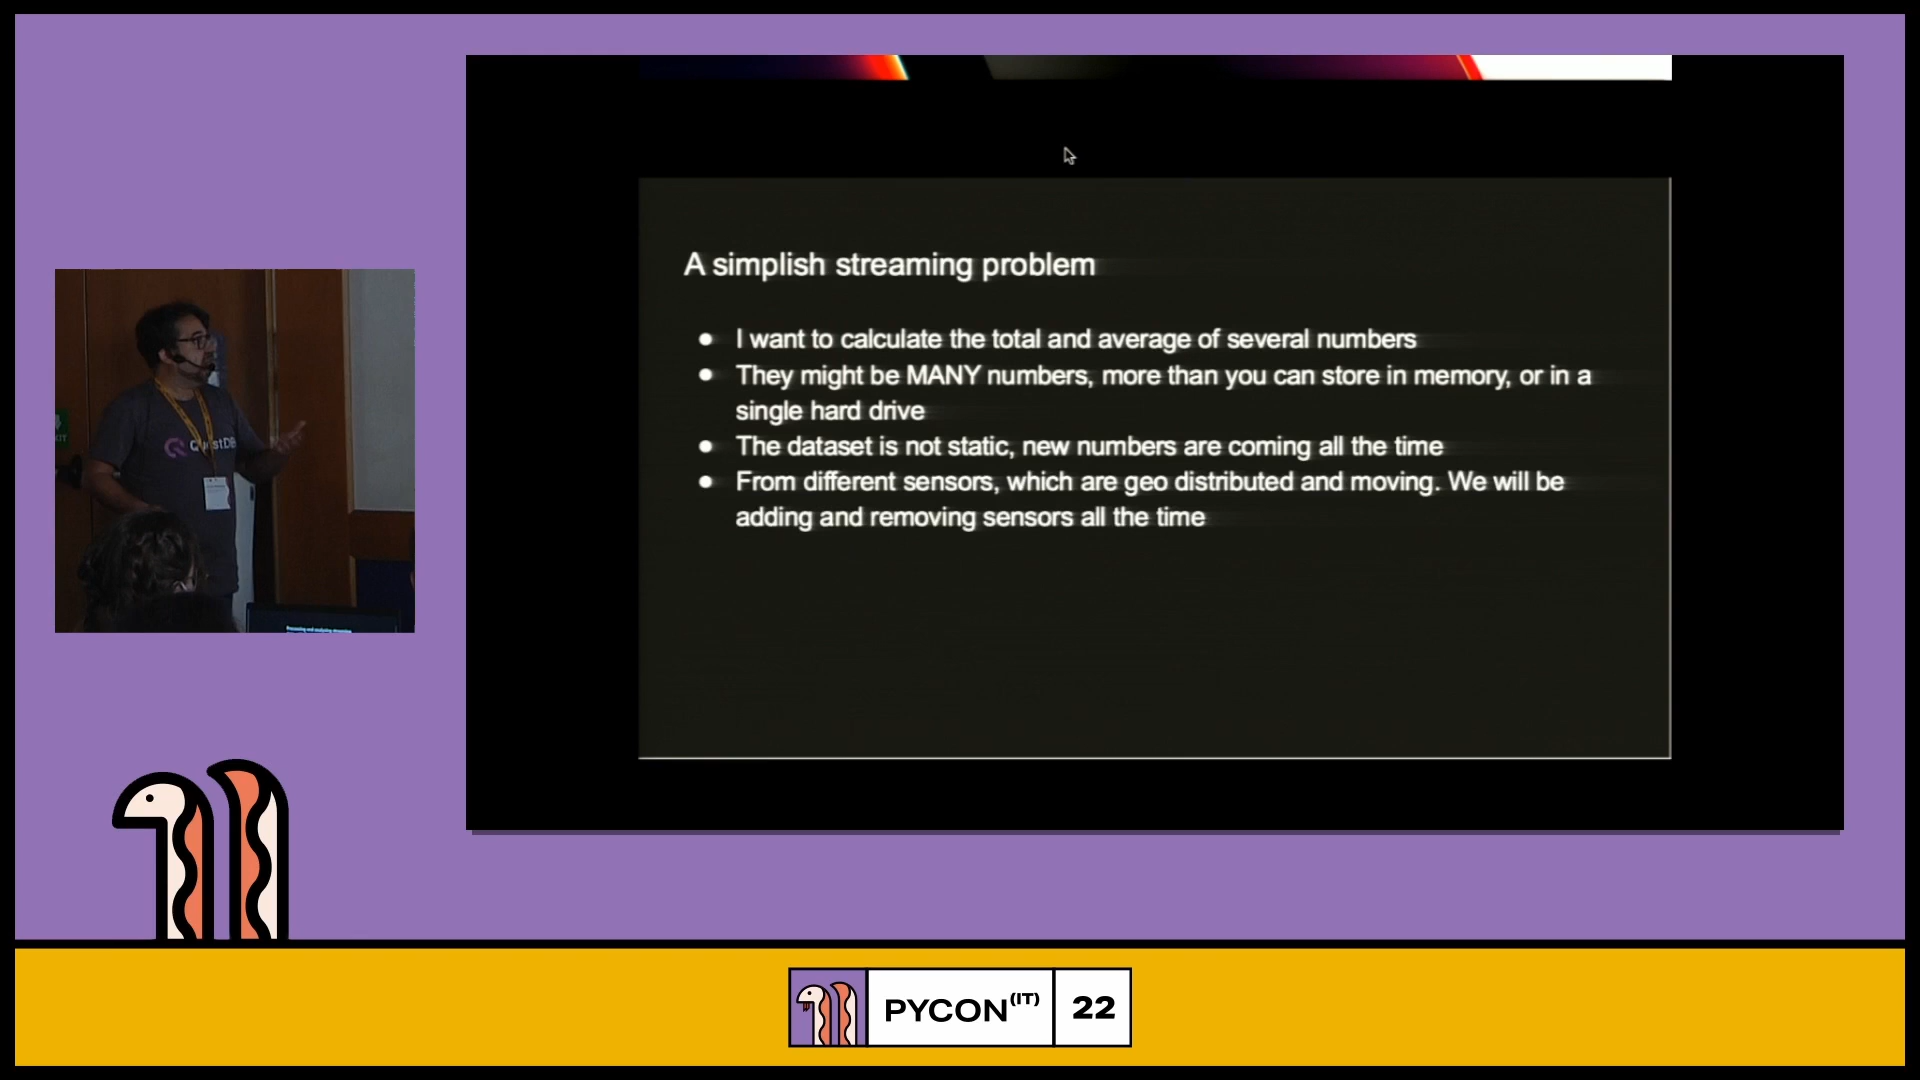 A simplish streaming problem
● I want to calculate the total and average of several numbers
● They might be MANY numbers, more than you can store in memory, or in a
single hard drive
● The dataset is not static, new numbers are coming all the time
● From different sensors, which are geo distributed and moving. We will be
adding and removing sensors all the time
PYCON(IT) 22